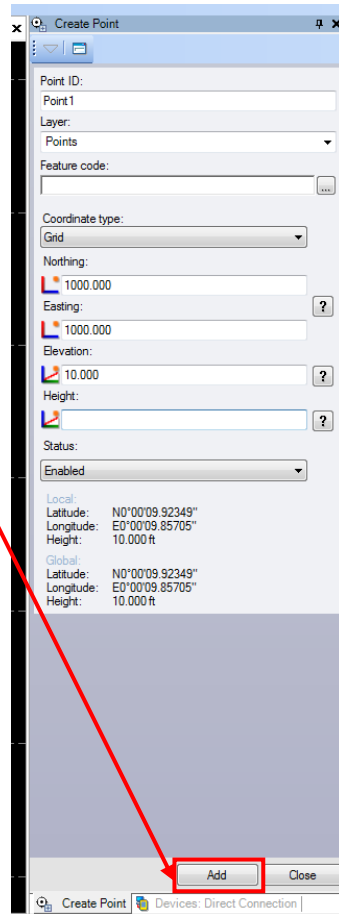 Create Point
Point ID:
Point1
Layer:
Points
Feature code:
...
Coordinate type:
Grid
Northing:
1000.000
Easting:
?
1000.000
Elevation:
10.000
?
Height:
?
Status:
Enabled
Local:
Latitude: N0°00'09.92349"
Longitude: E0°00'09.85705"
Height: 10.000 ft
Global:
Latitude: N0°00'09.92349"
Longitude: E0°00'09.85705"
Height: 10.000 ft
Add Close
Create Point Devices: Direct Connection